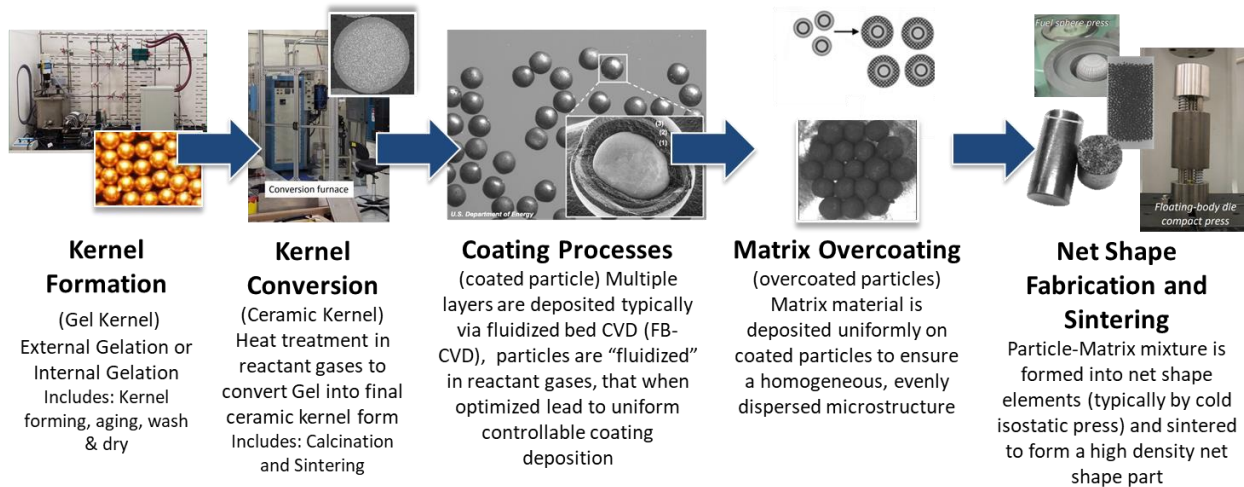 Conversion furnace
U.S. Department of Energy
(3)
(2)
(1)
Fuel sphere press
Floating-body die
compact press
Kernel
Formation
(Gel Kernel)
External Gelation or
Internal Gelation
Includes: Kernel
forming, aging, wash
& dry
Kernel
Conversion
(Ceramic Kernel)
Heat treatment in
reactant gases to
convert Gel into final
ceramic kernel form
Includes: Calcination
and Sintering
Coating Processes
(coated particle) Multiple
layers are deposited typically
via fluidized bed CVD (FB-
CVD), particles are “fluidized”
in reactant gases, that when
optimized lead to uniform
controllable coating
deposition
Matrix Overcoating
(overcoated particles)
Matrix material is
deposited uniformly on
coated particles to ensure
a homogeneous, evenly
dispersed microstructure
Net Shape
Fabrication and
Sintering
Particle-Matrix mixture is
formed into net shape
elements (typically by cold
isostatic press) and sintered
to form a high density net
shape part